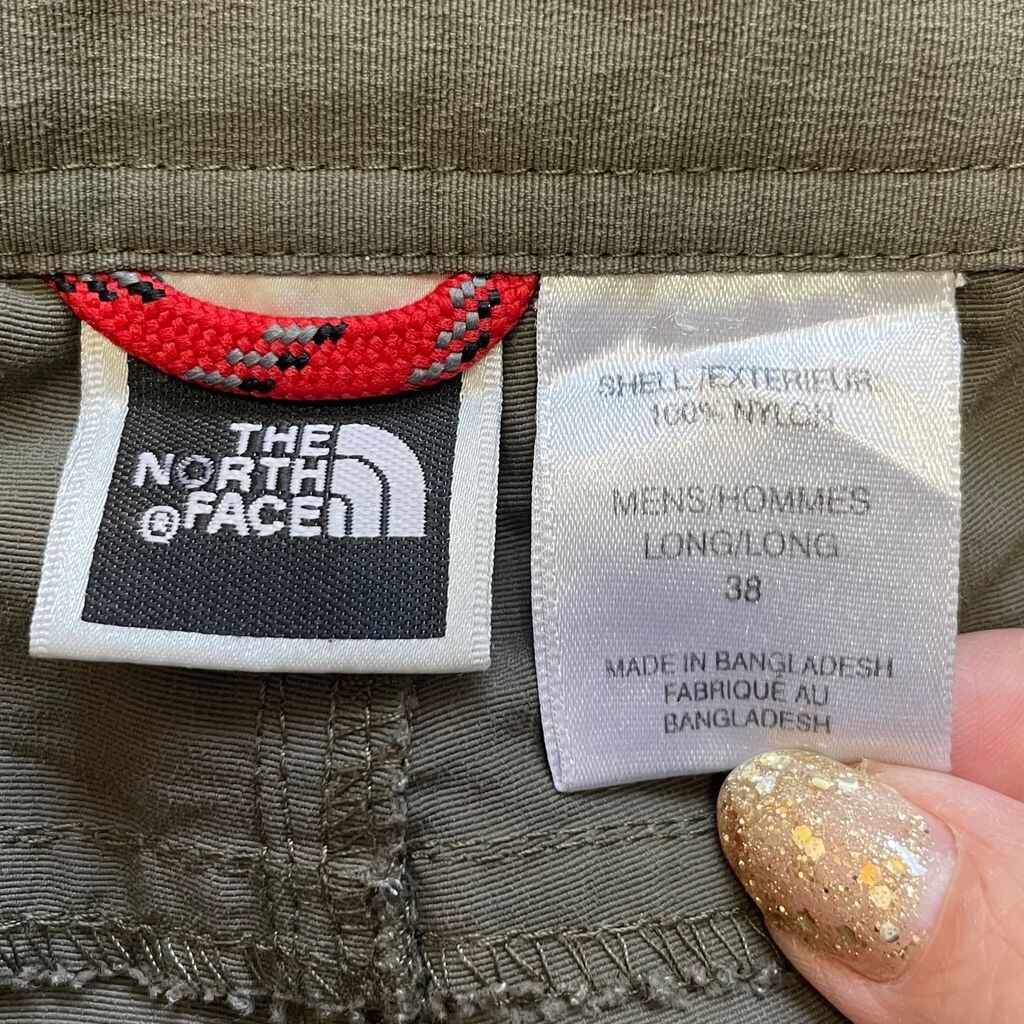 THE
NORTH
®FACE
SHELL/EXTERIEUR
100% NYLON
MENS/HOMMES
LONG/LONG
38
MADE IN BANGLADESH
FABRIQUÉ AU
BANGLADESH